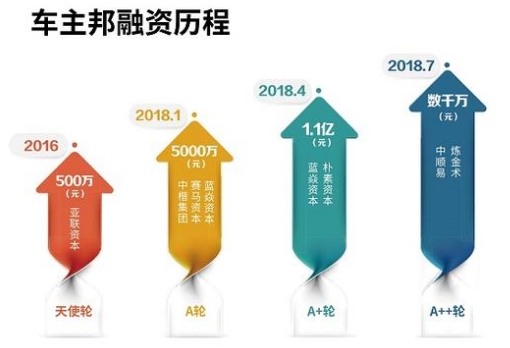 车主邦融资历程
2016
500万
(元)
亚联资本
天使轮
2018.1
5000万
(元)
蓝焱资本
赛马资本
中楷集团
A轮
2018.4
1.1亿
(元)
朴素资本
蓝焱资本
A+轮
2018.7
数千万
(元)
炼金术
中顺易
A++轮